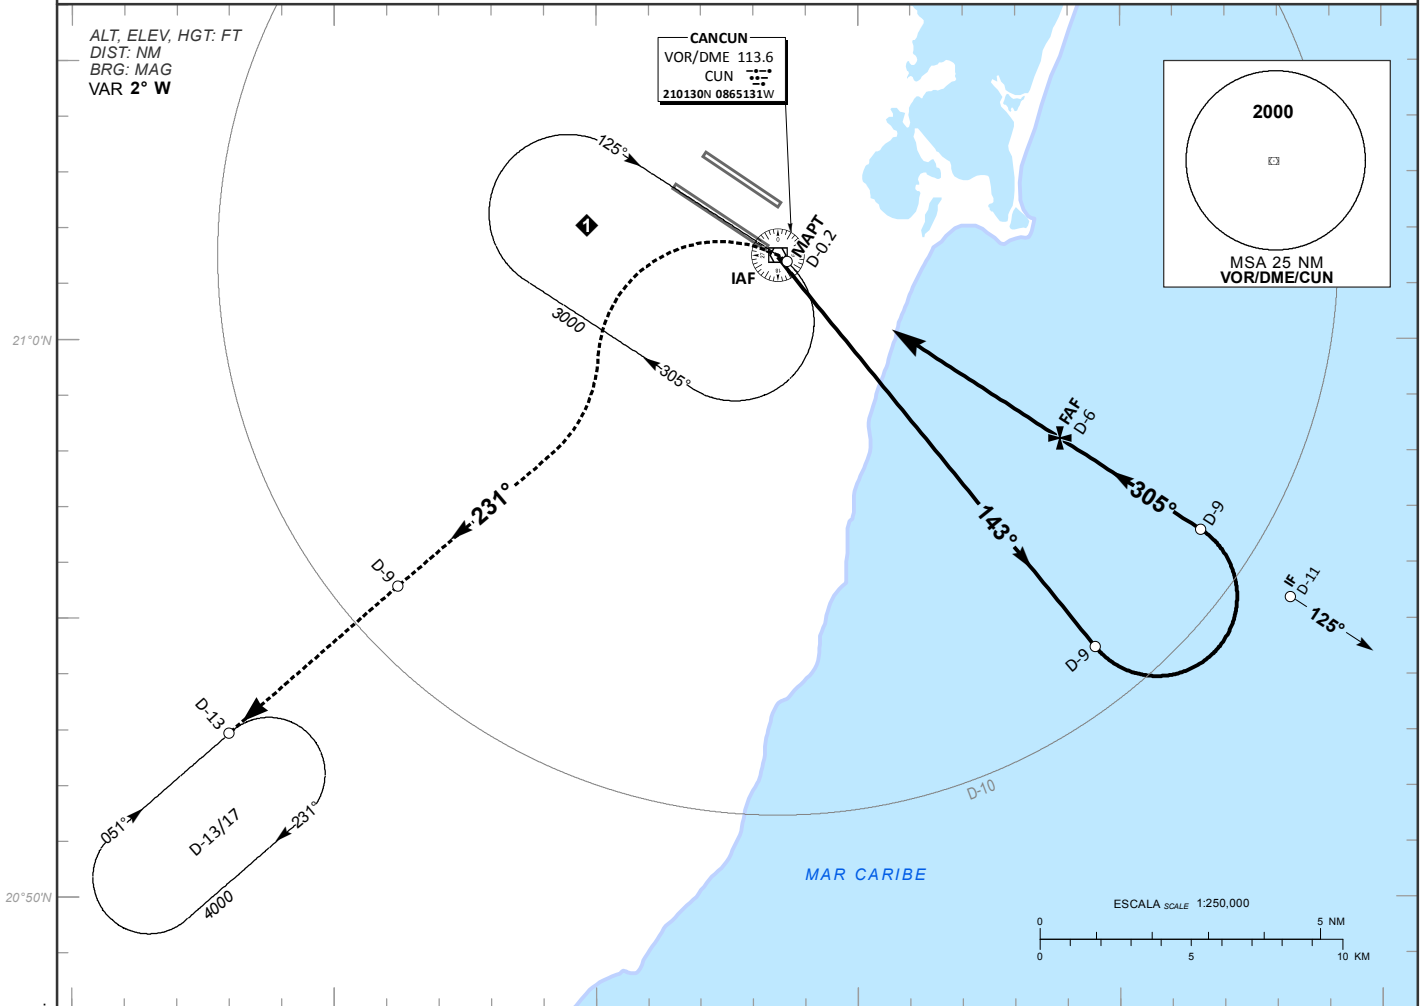 ALT, ELEV, HGT: FT
DIST: NM
BRG: MAG
VAR 2° W
CANCUN
VOR/DME 113.6
CUN
210130N 0865131W
2000
MSA 25 NM
VOR/DME/CUN
125°
1
MAPT
D-0.2
IAF
3000
305°
21°0'N
FAF
D-6
305°
D-9
143°
IF
D-11
125°
D-9
231°
D-9
D-13
051°
D-13/17
231°
4000
D-10
MAR CARIBE
20°50'N
ESCALA SCALE 1:250,000
0 5 NM
0 5 10 KM